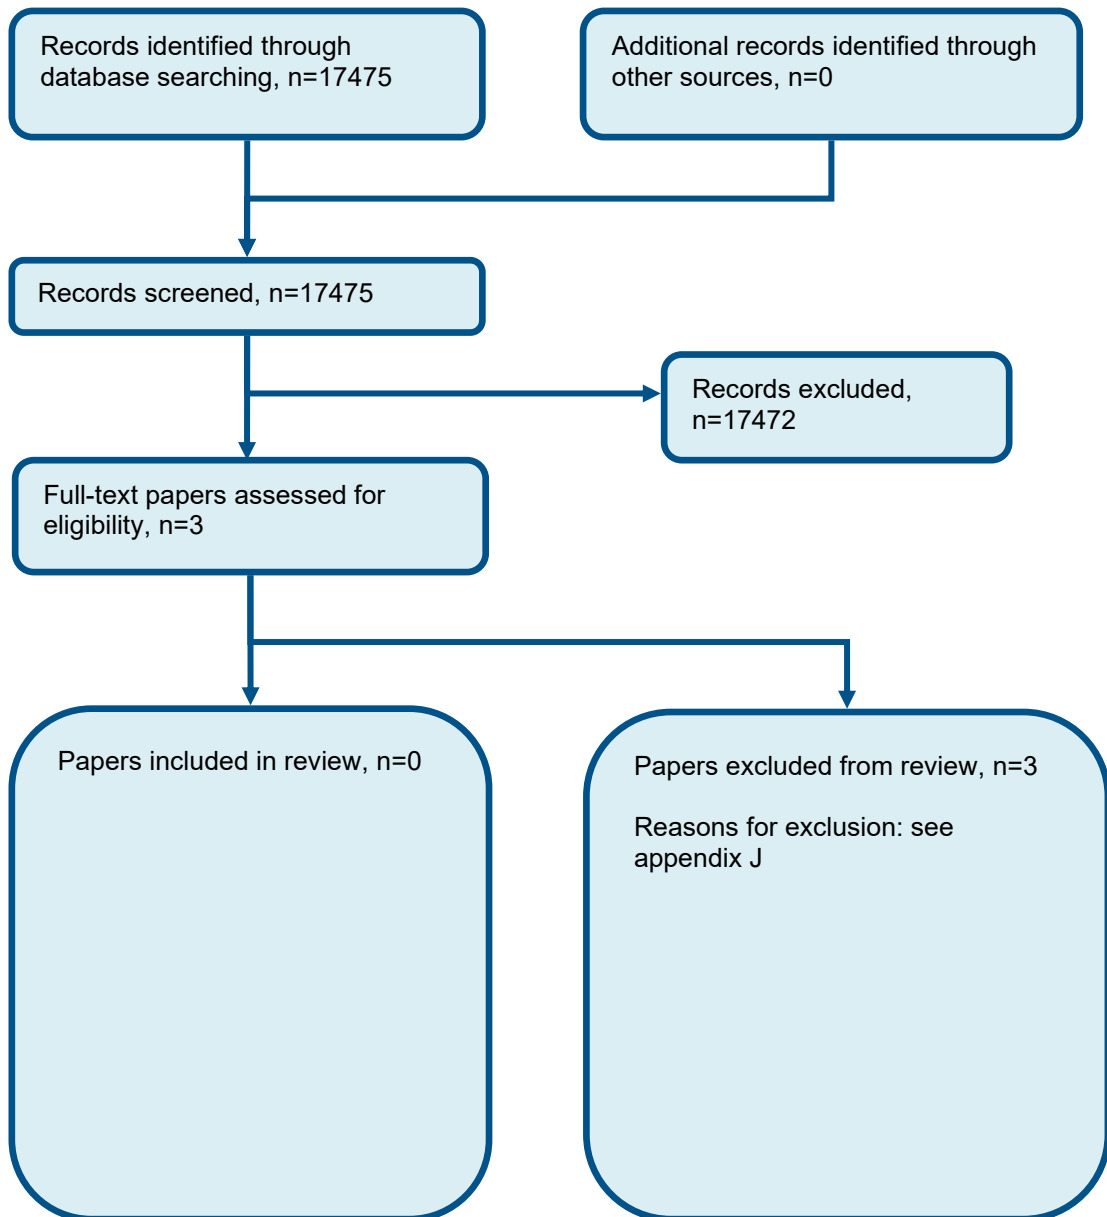 Records identified through
database searching, n=17475
Additional records identified through
other sources, n=0
Records screened, n=17475
Records excluded,
n=17472
Full-text papers assessed for
eligibility, n=3
Papers included in review, n=0
Papers excluded from review, n=3
Reasons for exclusion: see
appendix J